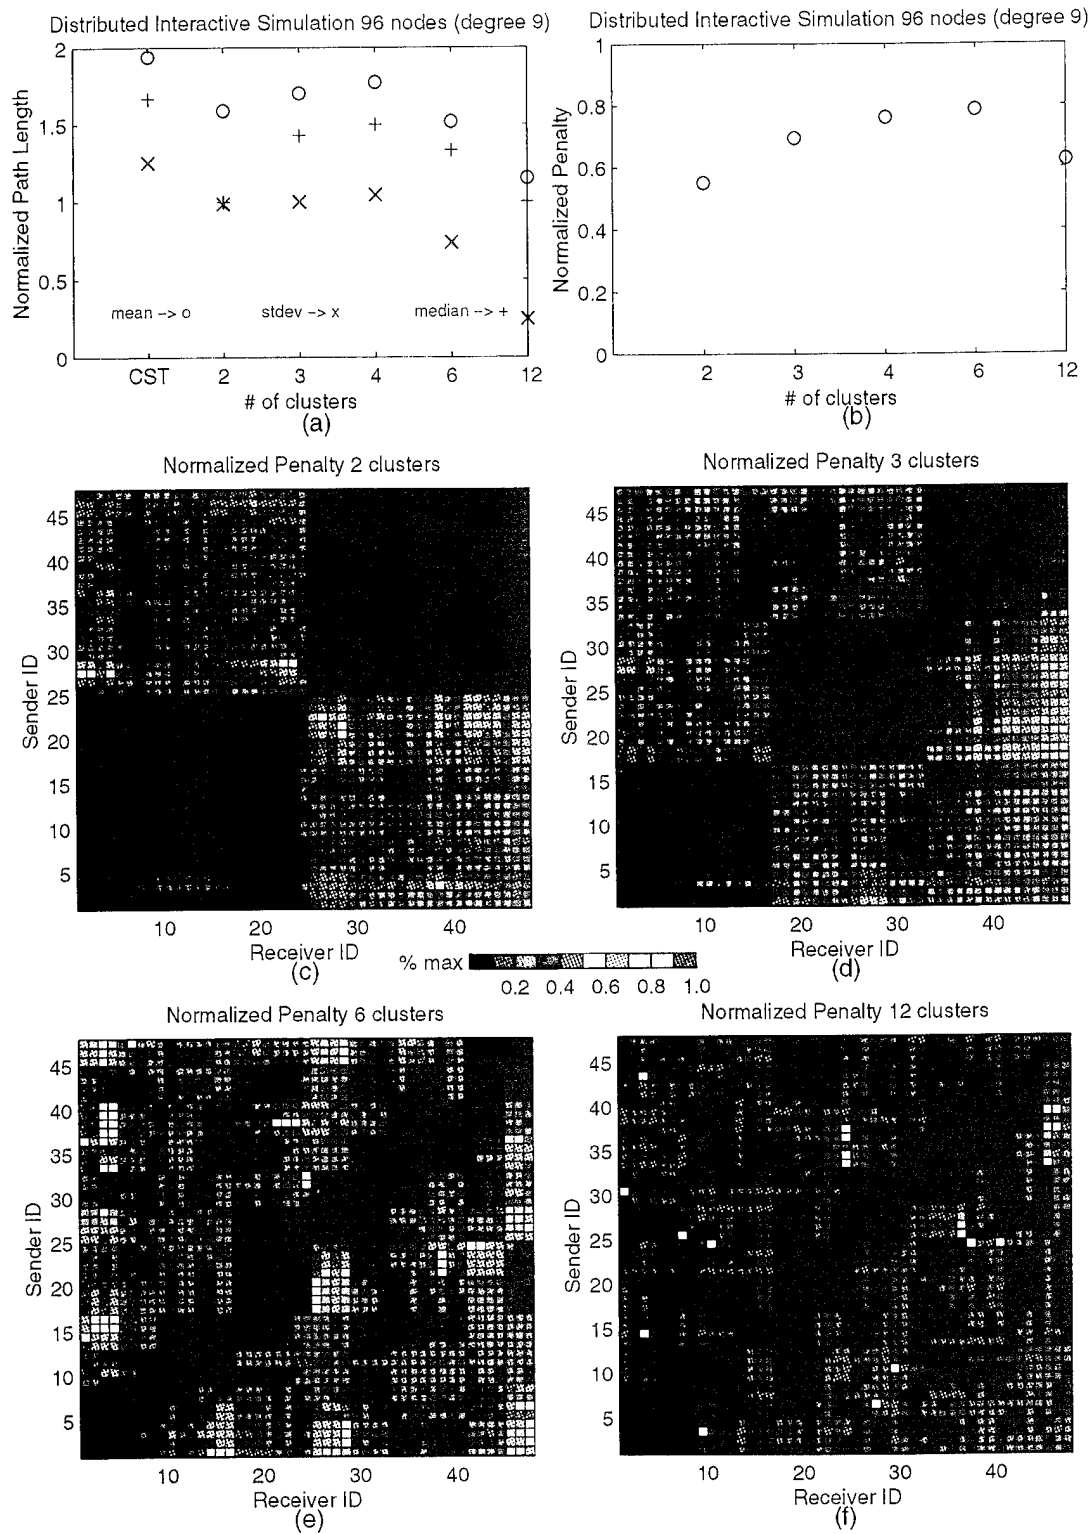 Distributed Interactive Simulation 96 nodes (degree 9)
Normalized Path Length
2
1.5
1
0.5
0
mean -> o
stdev -> x
median -> +
CST 2 3 4 6 12
# of clusters
(a)
Distributed Interactive Simulation 96 nodes (degree 9)
Normalized Penalty
1
0.8
0.6
0.4
0.2
0
2 3 4 6 12
# of clusters
(b)
Normalized Penalty 2 clusters
Sender ID
45
40
35
30
25
20
15
10
5
10 20 30 40
Receiver ID
(c)
Normalized Penalty 3 clusters
Sender ID
45
40
35
30
25
20
15
10
5
10 20 30 40
Receiver ID
(d)
% max
0.2 0.4 0.6 0.8 1.0
Normalized Penalty 6 clusters
Sender ID
45
40
35
30
25
20
15
10
5
10 20 30 40
Receiver ID
(e)
Normalized Penalty 12 clusters
Sender ID
45
40
35
30
25
20
15
10
5
10 20 30 40
Receiver ID
(f)